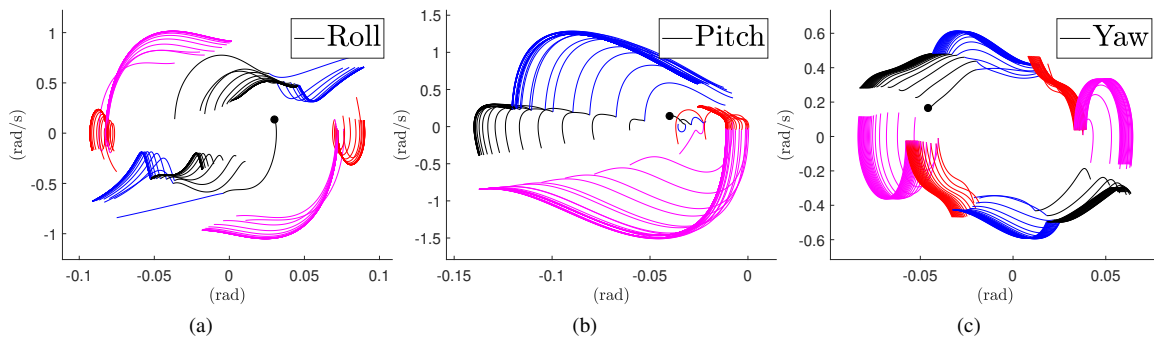 Roll
(rad/s)
1
0.5
0
-0.5
-1
-0.1 -0.05 0 0.05 0.1
(rad)
(a)
Pitch
(rad/s)
1.5
1
0.5
0
-0.5
-1
-1.5
-0.15 -0.1 -0.05 0
(rad)
(b)
Yaw
(rad/s)
0.6
0.4
0.2
0
-0.2
-0.4
-0.6
-0.05 0 0.05
(rad)
(c)